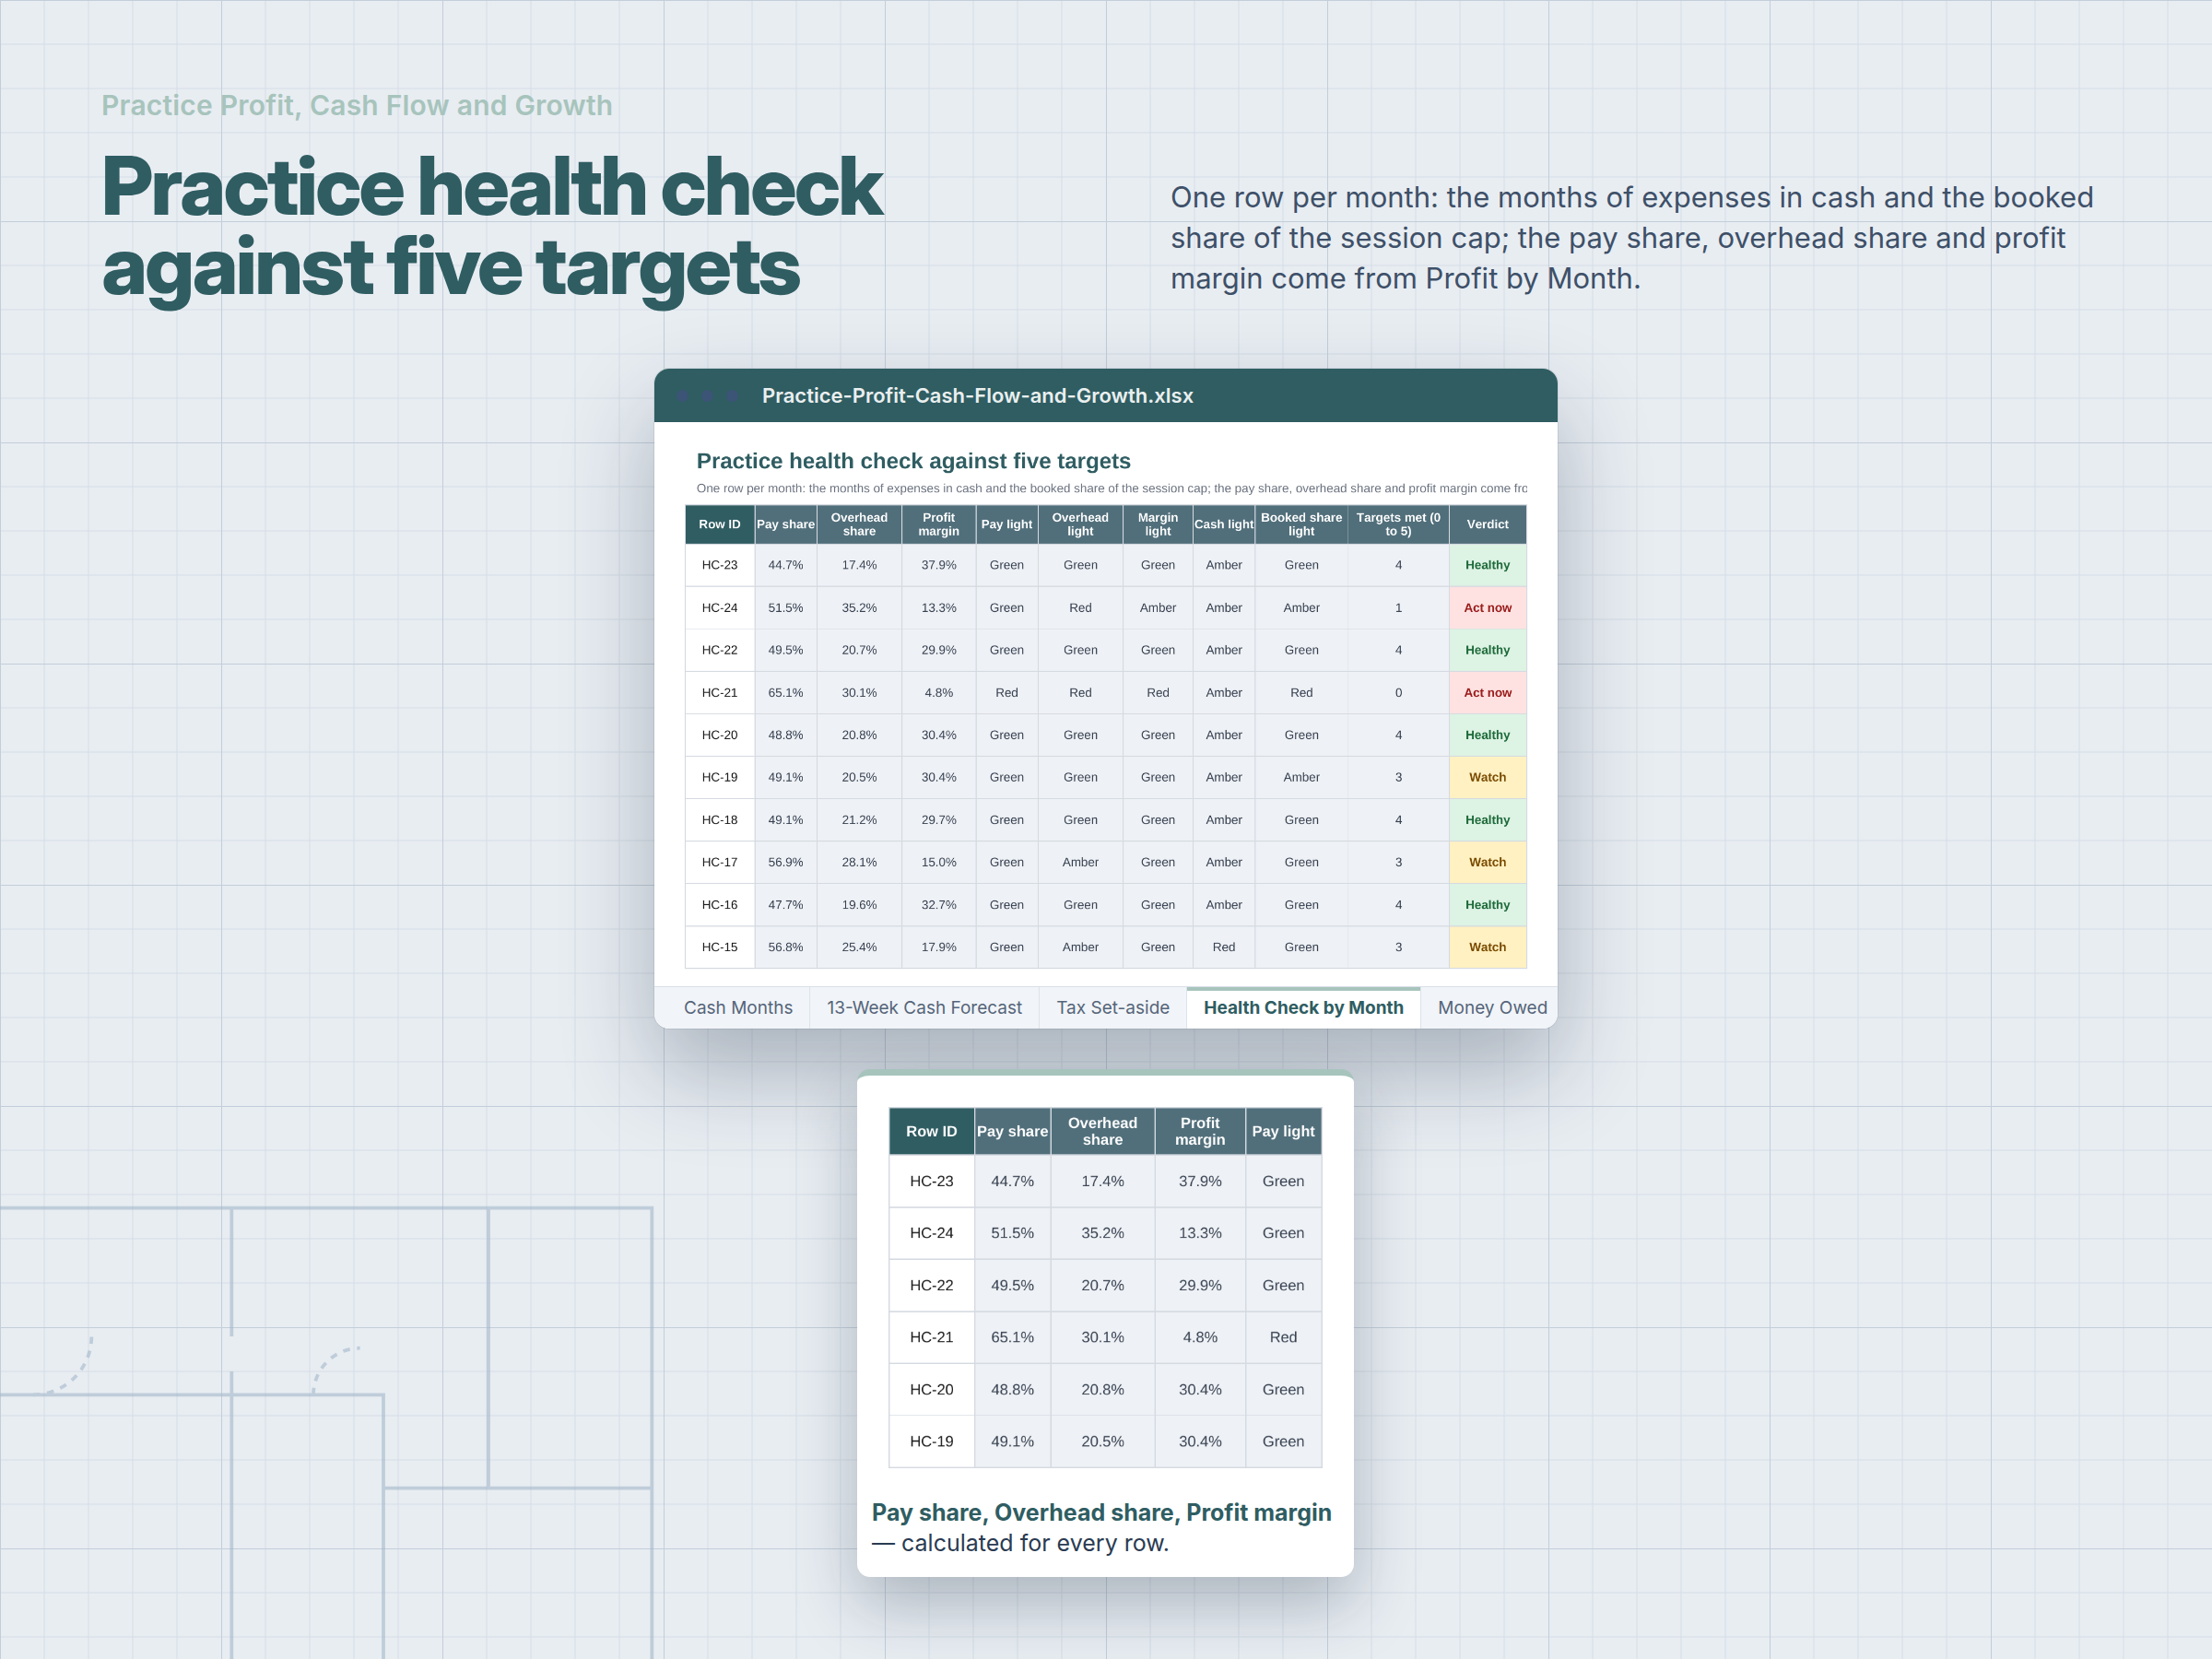 Practice Profit, Cash Flow and Growth
Practice health check
against five targets
One row per month: the months of expenses in cash and the booked
share of the session cap; the pay share, overhead share and profit
margin come from Profit by Month.
Practice-Profit-Cash-Flow-and-Growth.xlsx
Practice health check against five targets
One row per month: the months of expenses in cash and the booked share of the session cap; the pay share, overhead share and profit margin come fro
Row ID Pay share Overhead share Profit margin Pay light Overhead light Margin light Cash light Booked share light Targets met (0 to 5) Verdict
HC-23 44.7% 17.4% 37.9% Green Green Green Amber Green 4 Healthy
HC-24 51.5% 35.2% 13.3% Green Red Amber Amber Amber 1 Act now
HC-22 49.5% 20.7% 29.9% Green Green Green Amber Green 4 Healthy
HC-21 65.1% 30.1% 4.8% Red Red Red Amber Red 0 Act now
HC-20 48.8% 20.8% 30.4% Green Green Green Amber Green 4 Healthy
HC-19 49.1% 20.5% 30.4% Green Green Green Amber Amber 3 Watch
HC-18 49.1% 21.2% 29.7% Green Green Green Amber Green 4 Healthy
HC-17 56.9% 28.1% 15.0% Green Amber Green Amber Green 3 Watch
HC-16 47.7% 19.6% 32.7% Green Green Green Amber Green 4 Healthy
HC-15 56.8% 25.4% 17.9% Green Amber Green Red Green 3 Watch
Cash Months 13-Week Cash Forecast Tax Set-aside Health Check by Month Money Owed
Row ID Pay share Overhead share Profit margin Pay light
HC-23 44.7% 17.4% 37.9% Green
HC-24 51.5% 35.2% 13.3% Green
HC-22 49.5% 20.7% 29.9% Green
HC-21 65.1% 30.1% 4.8% Red
HC-20 48.8% 20.8% 30.4% Green
HC-19 49.1% 20.5% 30.4% Green
Pay share, Overhead share, Profit margin
— calculated for every row.